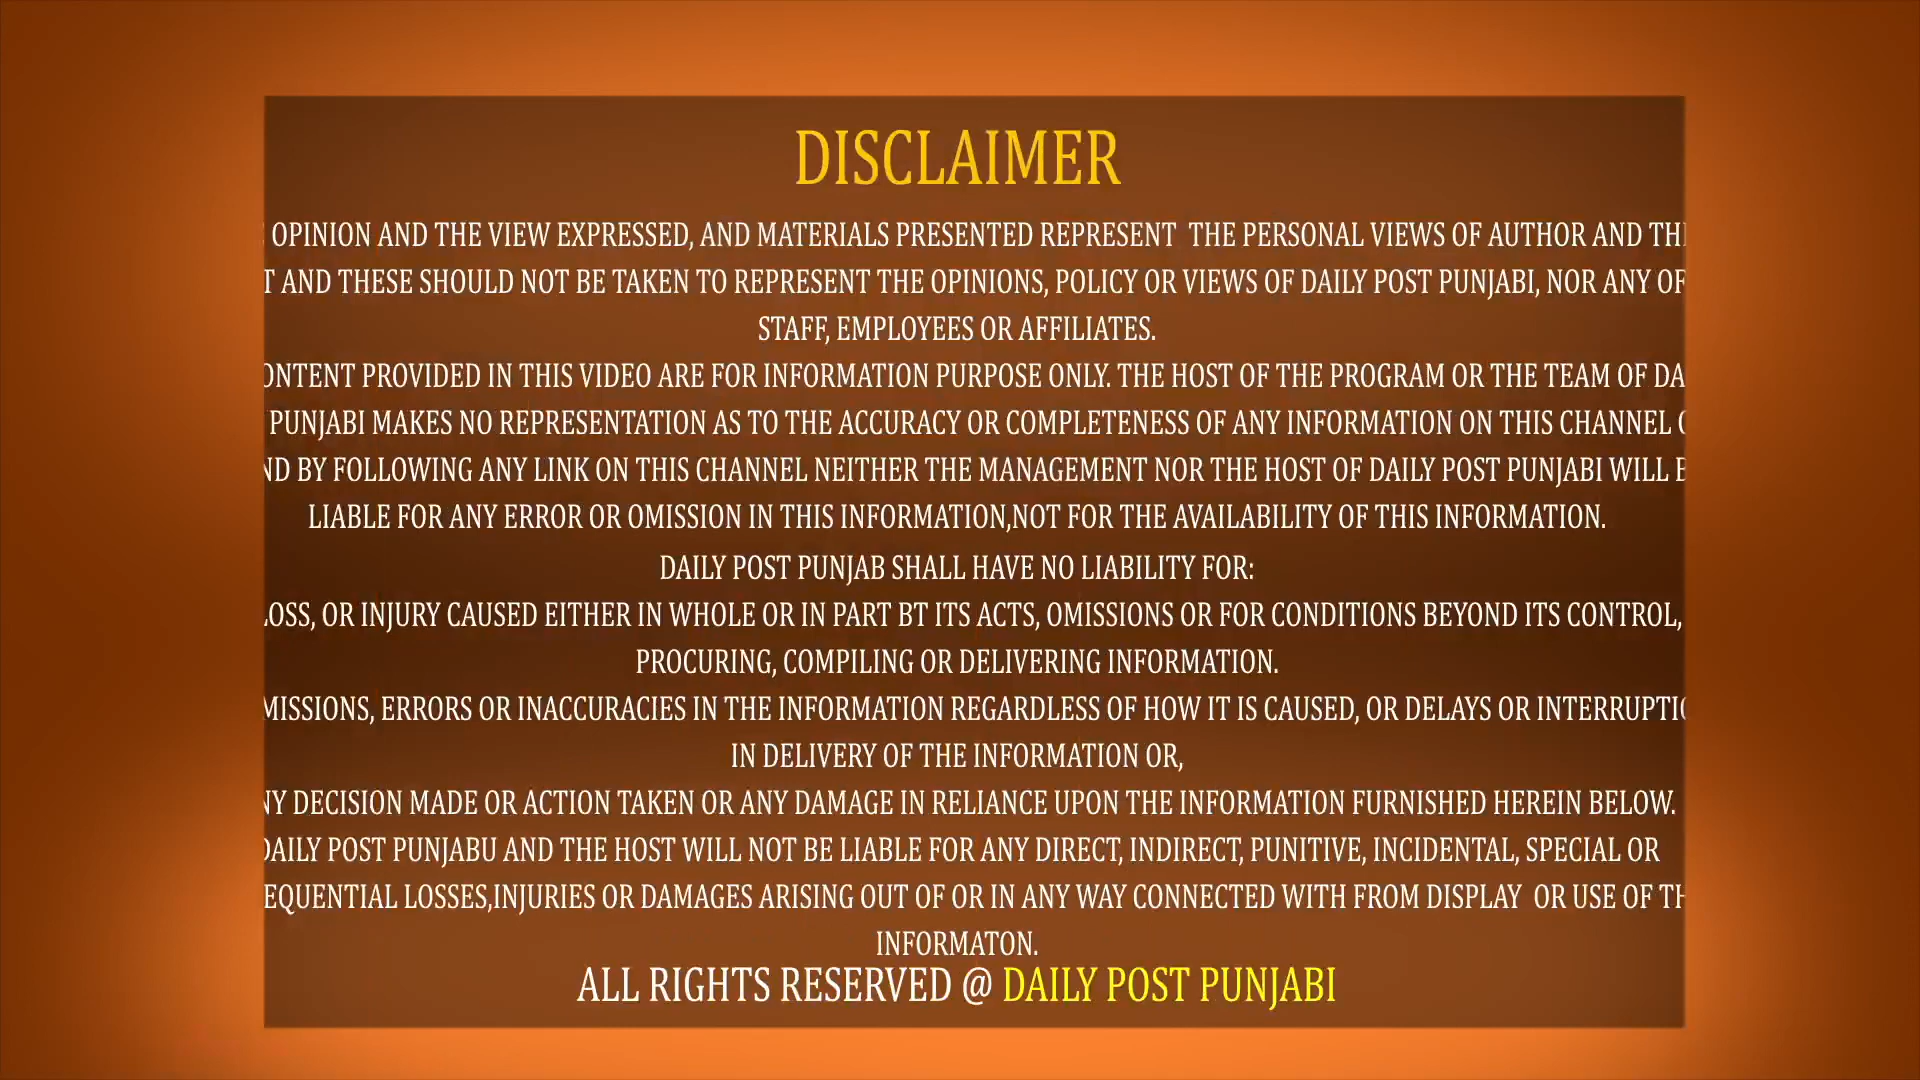 DISCLAIMER
OPINION AND THE VIEW EXPRESSED, AND MATERIALS PRESENTED REPRESENT THE PERSONAL VIEWS OF AUTHOR AND
AND THESE SHOULD NOT BE TAKEN TO REPRESENT THE OPINIONS, POLICY OR VIEWS OF DAILY POST PUNJABI, NOR ANY OF
STAFF, EMPLOYEES OR AFFILIATES.
ONTENT PROVIDED IN THIS VIDEO ARE FOR INFORMATION PURPOSE ONLY. THE HOST OF THE PROGRAM OR THE TEAM OF DA
PUNJABI MAKES NO REPRESENTATION AS TO THE ACCURACY OR COMPLETENESS OF ANY INFORMATION ON THIS CHANNEL
ND BY FOLLOWING ANY LINK ON THIS CHANNEL NEITHER THE MANAGEMENT NOR THE HOST OF DAILY POST PUNJABI WILL
LIABLE FOR ANY ERROR OR OMISSION IN THIS INFORMATION,NOT FOR THE AVAILABILITY OF THIS INFORMATION.
DAILY POST PUNJAB SHALL HAVE NO LIABILITY FOR:
LOSS, OR INJURY CAUSED EITHER IN WHOLE OR IN PART BT ITS ACTS, OMISSIONS OR FOR CONDITIONS BEYOND ITS CONTROL,
PROCURING, COMPILING OR DELIVERING INFORMATION.
MISSIONS, ERRORS OR INACCURACIES IN THE INFORMATION REGARDLESS OF HOW IT IS CAUSED, OR DELAYS OR INTERRUPTI
IN DELIVERY OF THE INFORMATION OR,
NY DECISION MADE OR ACTION TAKEN OR ANY DAMAGE IN RELIANCE UPON THE INFORMATION FURNISHED HEREIN BELOW.
DAILY POST PUNJABU AND THE HOST WILL NOT BE LIABLE FOR ANY DIRECT, INDIRECT, PUNITIVE, INCIDENTAL, SPECIAL OR
EQUENTIAL LOSSES,INJURIES OR DAMAGES ARISING OUT OF OR IN ANY WAY CONNECTED WITH FROM DISPLAY OR USE OF
INFORMATON.
ALL RIGHTS RESERVED @ DAILY POST PUNJABI